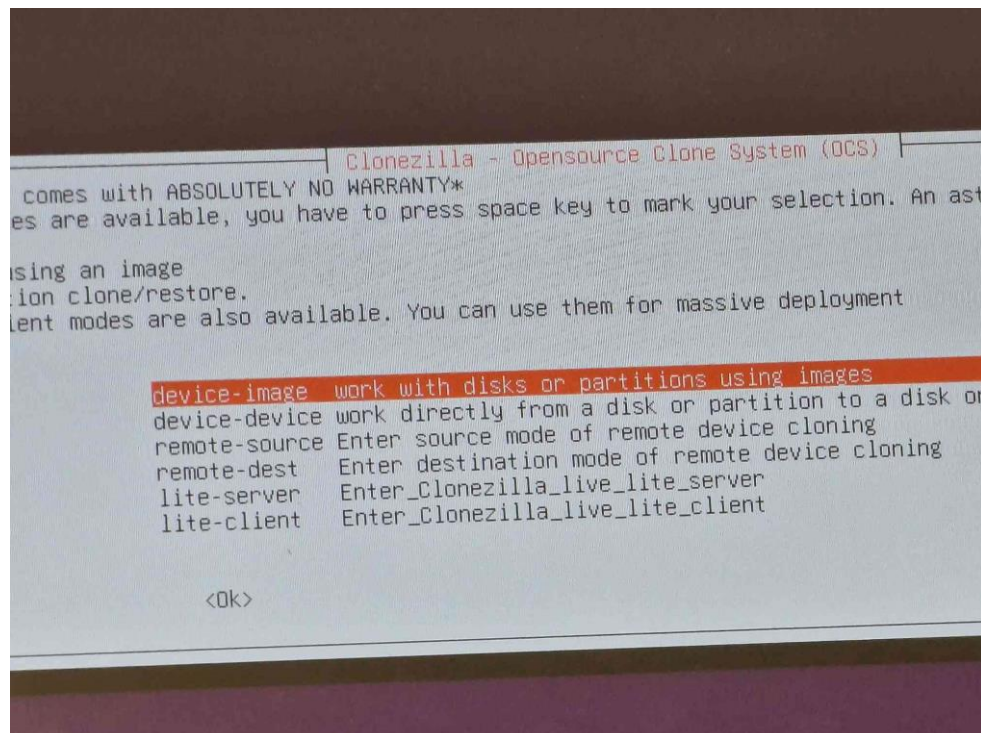 Clonezilla - Opensource Clone System (OCS)
comes with ABSOLUTELY NO WARRANTY*
es are available, you have to press space key to mark your selection. An ast
using an image
ion clone/restore.
ient modes are also available. You can use them for massive deployment
device-image work with disks or partitions using images
device-device work directly from a disk or partition to a disk or
remote-source Enter source mode of remote device cloning
remote-dest Enter destination mode of remote device cloning
lite-server Enter_Clonezilla_live_lite_server
lite-client Enter_Clonezilla_live_lite_client
<Ok>